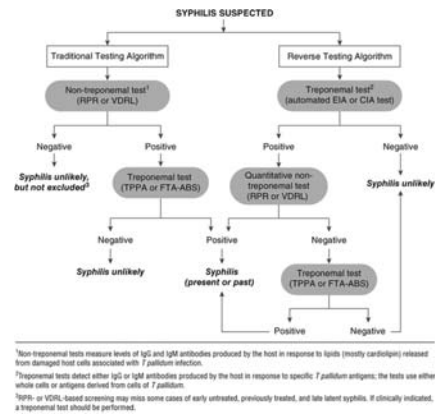 SYPHILIS SUSPECTED
Traditional Testing Algorithm
Reverse Testing Algorithm
Non-treponemal test¹
(RPR or VDRL)
Treponemal test²
(automated EIA or CIA test)
Negative
Positive
Positive
Negative
Syphilis unlikely,
but not excluded³
Treponemal test
(TPPA or FTA-ABS)
Quantitative non-
treponemal test
(RPR or VDRL)
Syphilis unlikely
Negative
Positive
Negative
Syphilis unlikely
Syphilis
(present or past)
Treponemal test
(TPPA or FTA-ABS)
Positive
Negative
¹Non-treponemal tests measure levels of IgG and IgM antibodies produced by the host in response to lipids (mostly cardiolipin) released
from damaged host cells associated with T pallidum infection.
²Treponemal tests detect either IgG or IgM antibodies produced by the host in response to specific T pallidum antigens; the tests use either
whole cells or antigens derived from cells of T pallidum.
³RPR- or VDRL-based screening may miss some cases of early untreated, previously treated, and late latent syphilis. If clinically indicated,
a treponemal test should be performed.